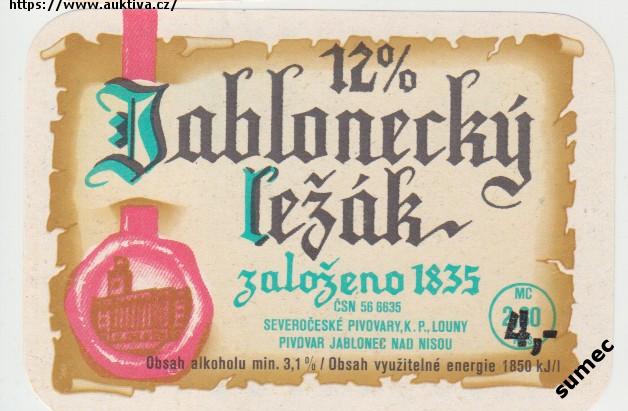 https://www.auktiva.cz/
12%
Jablonecký
ležák
založeno 1835
ČSN 56 6635
SEVEROČESKÉ PIVOVARY, K. P., LOUNY
PIVOVAR JABLONEC NAD NISOU
MC
4,-
Obsah alkoholu min. 3,1 % / Obsah využitelné energie 1850 kJ/l
sumec